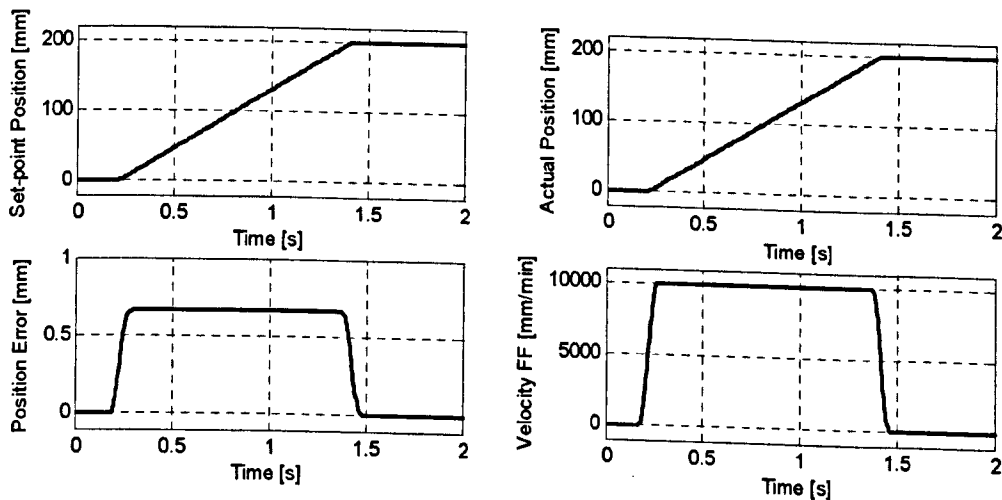 Set-point Position [mm]
200
100
0
0 0.5 1 1.5 2
Time [s]
Actual Position [mm]
200
100
0
0 0.5 1 1.5 2
Time [s]
Position Error [mm]
1
0.5
0
0 0.5 1 1.5 2
Time [s]
Velocity FF [mm/min]
10000
5000
0
0 0.5 1 1.5 2
Time [s]